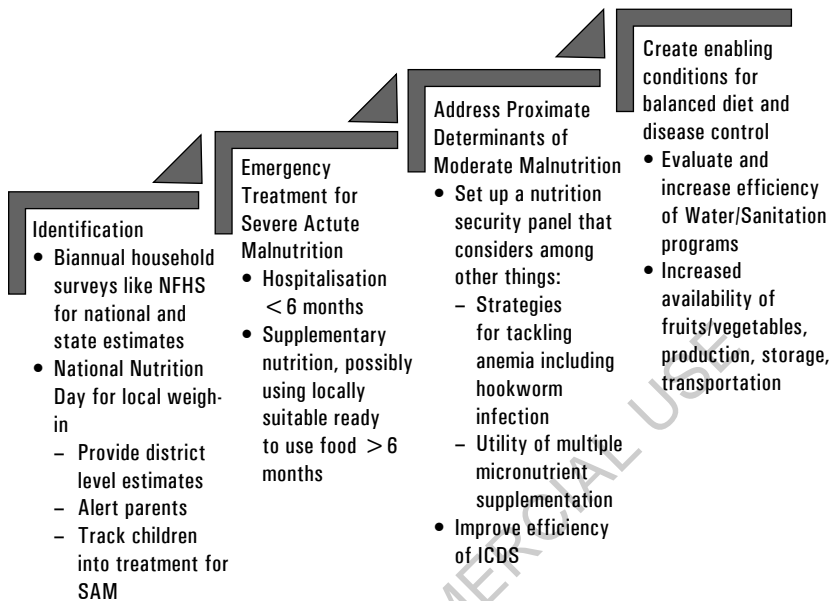 Identification
• Biannual household
surveys like NFHS
for national and
state estimates
• National Nutrition
Day for local weigh-
in
– Provide district
level estimates
– Alert parents
– Track children
into treatment for
SAM
Emergency
Treatment for
Severe Actute
Malnutrition
• Hospitalisation
< 6 months
• Supplementary
nutrition, possibly
using locally
suitable ready
to use food > 6
months
Address Proximate
Determinants of
Moderate Malnutrition
• Set up a nutrition
security panel that
considers among
other things:
– Strategies
for tackling
anemia including
hookworm
infection
– Utility of multiple
micronutrient
supplementation
• Improve efficiency
of ICDS
Create enabling
conditions for
balanced diet and
disease control
• Evaluate and
increase efficiency
of Water/Sanitation
programs
• Increased
availability of
fruits/vegetables,
production, storage,
transportation
USE